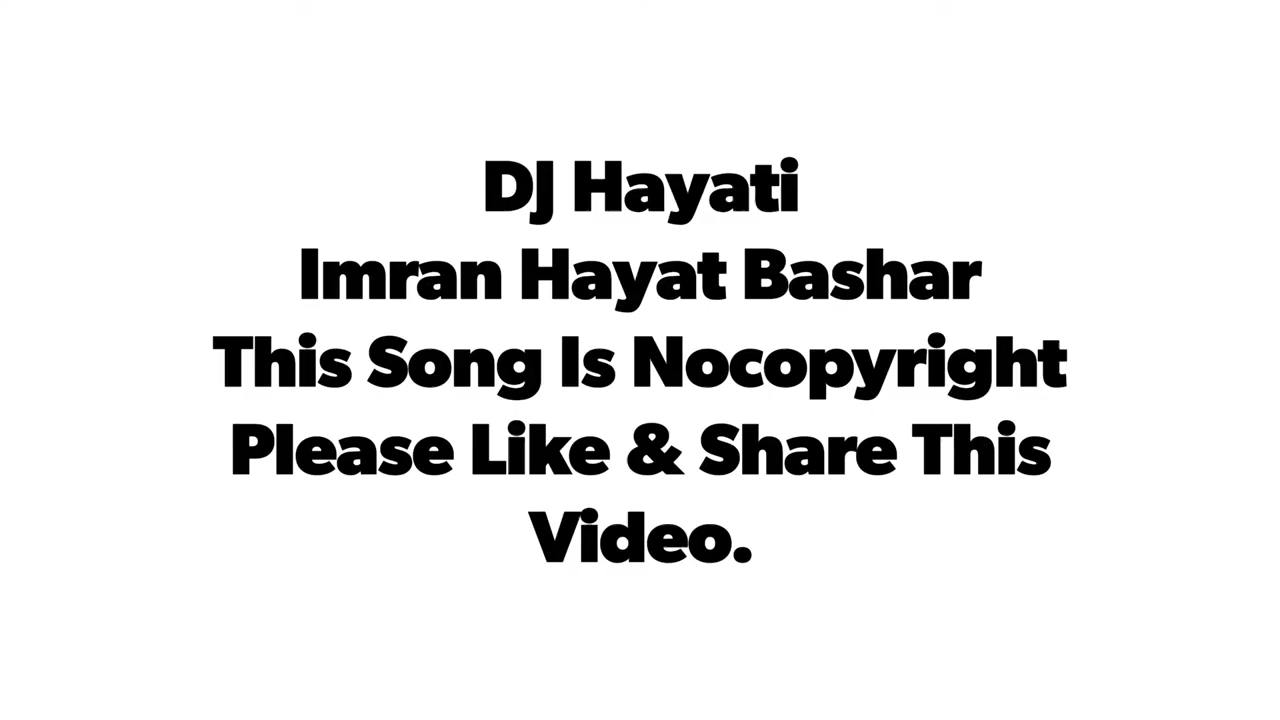 DJ Hayati
Imran Hayat Bashar
This Song Is Nocopyright
Please Like & Share This
Video.